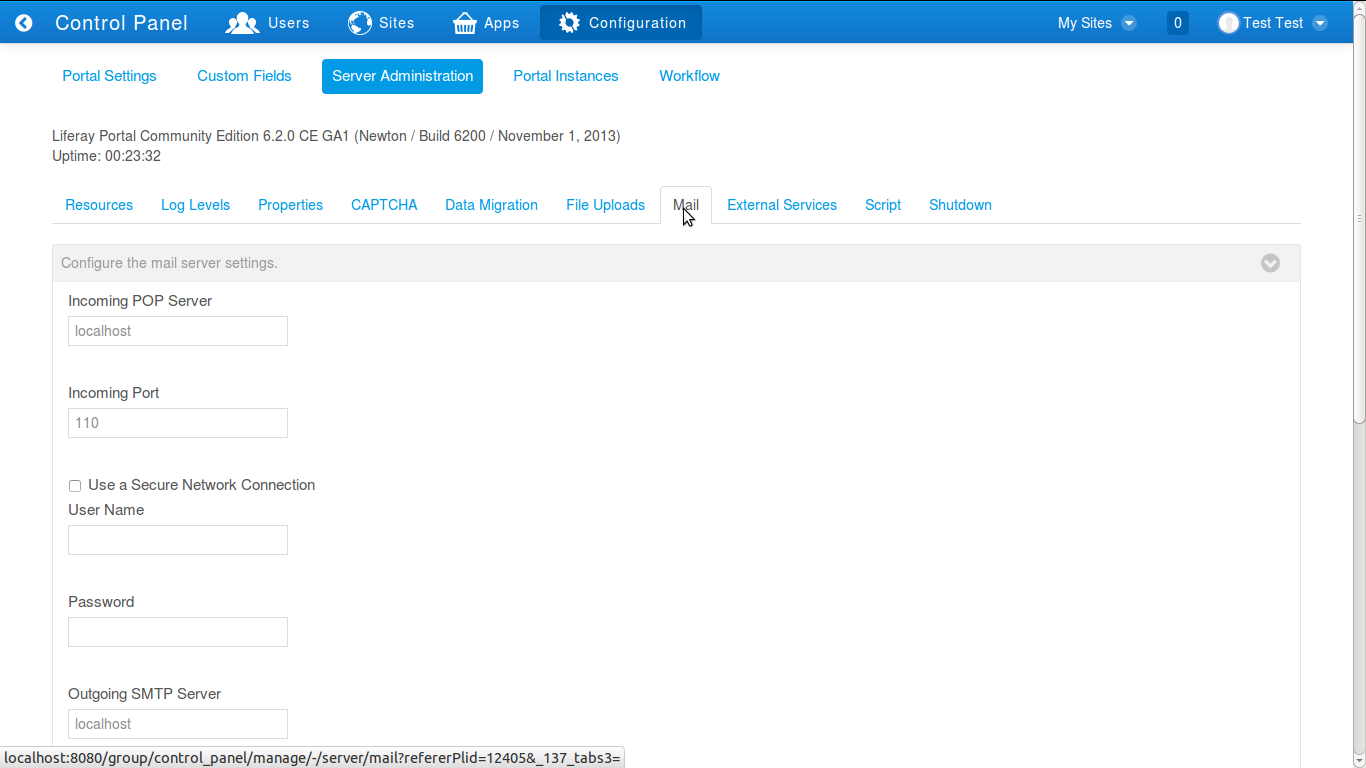 Control Panel Users Sites Apps Configuration My Sites 0 Test Test
Portal Settings Custom Fields Server Administration Portal Instances Workflow
Liferay Portal Community Edition 6.2.0 CE GA1 (Newton / Build 6200 / November 1, 2013)
Uptime: 00:23:32
Resources Log Levels Properties CAPTCHA Data Migration File Uploads Mail External Services Script Shutdown
Configure the mail server settings.
Incoming POP Server
localhost
Incoming Port
110
Use a Secure Network Connection
User Name
Password
Outgoing SMTP Server
localhost
localhost:8080/group/control_panel/manage/-/server/mail?refererPlid=12405&_137_tabs3=